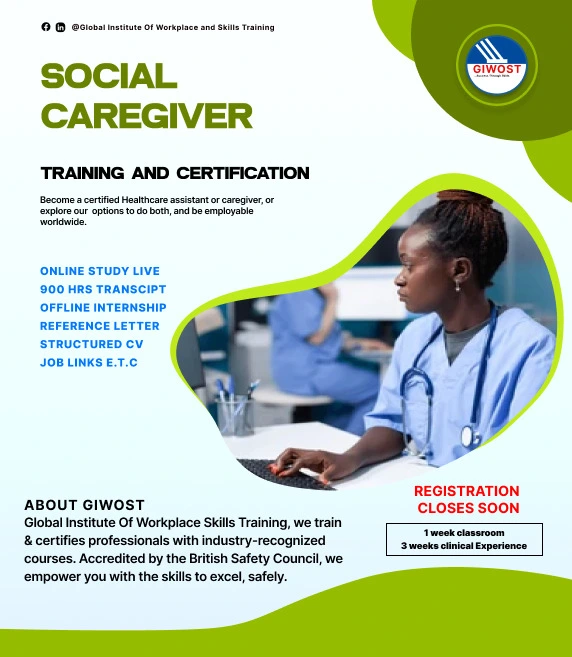 @Global Institute Of Workplace and Skills Training
GIWOST
SOCIAL
CAREGIVER
TRAINING AND CERTIFICATION
Become a certified Healthcare assistant or caregiver, or
explore our options to do both, and be employable
worldwide.
ONLINE STUDY LIVE
900 HRS TRANSCIPT
OFFLINE INTERNSHIP
REFERENCE LETTER
STRUCTURED CV
JOB LINKS E.T.C
ABOUT GIWOST
Global Institute Of Workplace Skills Training, we train
& certifies professionals with industry-recognized
courses. Accredited by the British Safety Council, we
empower you with the skills to excel, safely.
REGISTRATION
CLOSES SOON
1 week classroom
3 weeks clinical Experience